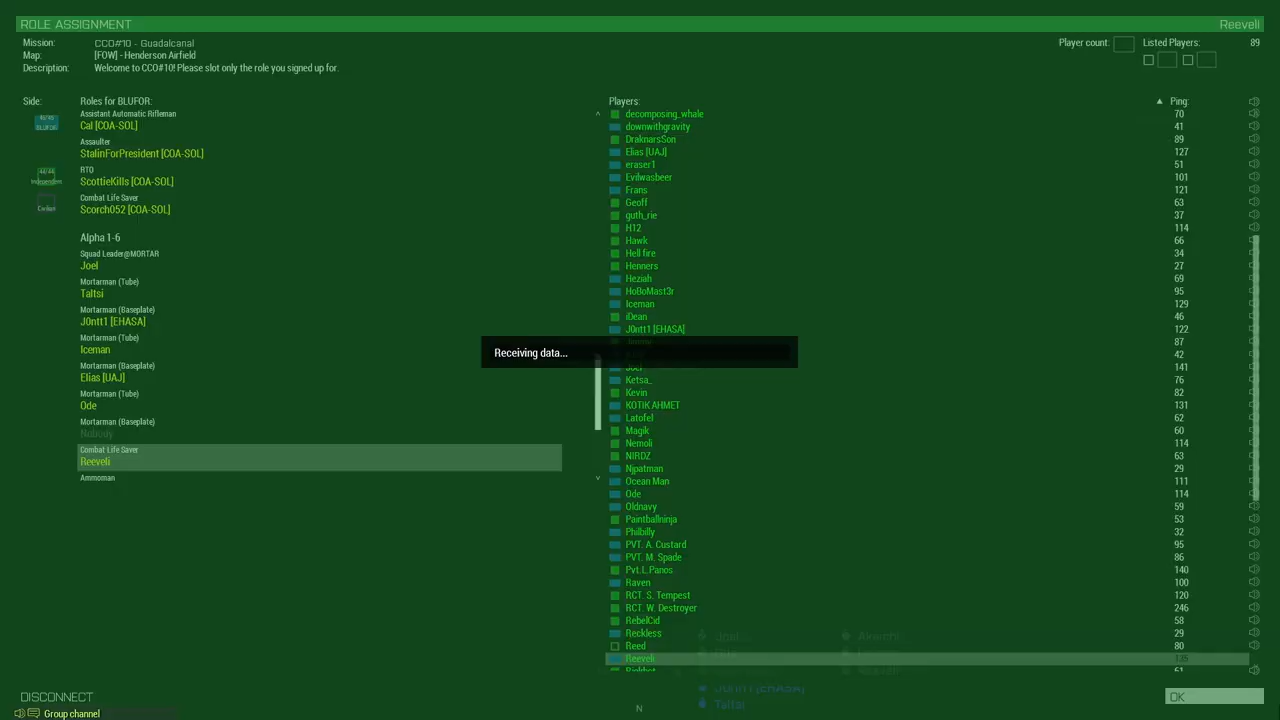 ROLE ASSIGNMENT Reeveli
Mission: CCO#10 - Guadalcanal Player count: Listed Players: 89
Map: [FOW] - Henderson Airfield
Description: Welcome to CCO#10! Please slot only the role you signed up for.
Side: Roles for BLUFOR:
BLUFOR
Independent
Assistant Automatic Rifleman
Cal [COA-SOL]
Assaulter
StalinForPresident [COA-SOL]
RTO
ScottieKills [COA-SOL]
Combat Life Saver
Scorch052 [COA-SOL]
Alpha 1-6
Squad Leader@MORTAR
Joel
Mortarman (Tube)
Taltsi
Mortarman (Baseplate)
J0ntt1 [EHASA]
Mortarman (Tube)
Iceman
Mortarman (Baseplate)
Elias [UAJ]
Mortarman (Tube)
Ode
Mortarman (Baseplate)
Nobody
Combat Life Saver
Reeveli
Ammoman
Receiving data...
Players: Ping:
decomposing_whale 70
downwithgravity 41
DraknarsSon 89
Elias [UAJ] 127
eraser1 51
Evilwasbeer 101
Frans 121
Geoff 63
guth_rie 37
H12 114
Hawk 66
Hell fire 34
Henners 27
Heziah 69
HoBoMast3r 95
Iceman 129
iDean 46
J0ntt1 [EHASA] 122
87
42
Joel 141
Ketsa_ 76
Kevin 82
KOTIK AHMET 131
Latofel 62
Magik 60
Nemoli 114
NIRDZ 63
Njpatman 29
Ocean Man 111
Ode 114
Oldnavy 59
Paintballninja 53
Philbilly 32
PVT. A. Custard 95
PVT. M. Spade 86
Pvt.L.Panos 140
Raven 100
RCT. S. Tempest 120
RCT. W. Destroyer 246
RebelCid 58
Reckless 29
Reed 80
Reeveli
61
Joel
J0ntt1 [EHASA]
Taltsi
DISCONNECT OK
Group channel
N